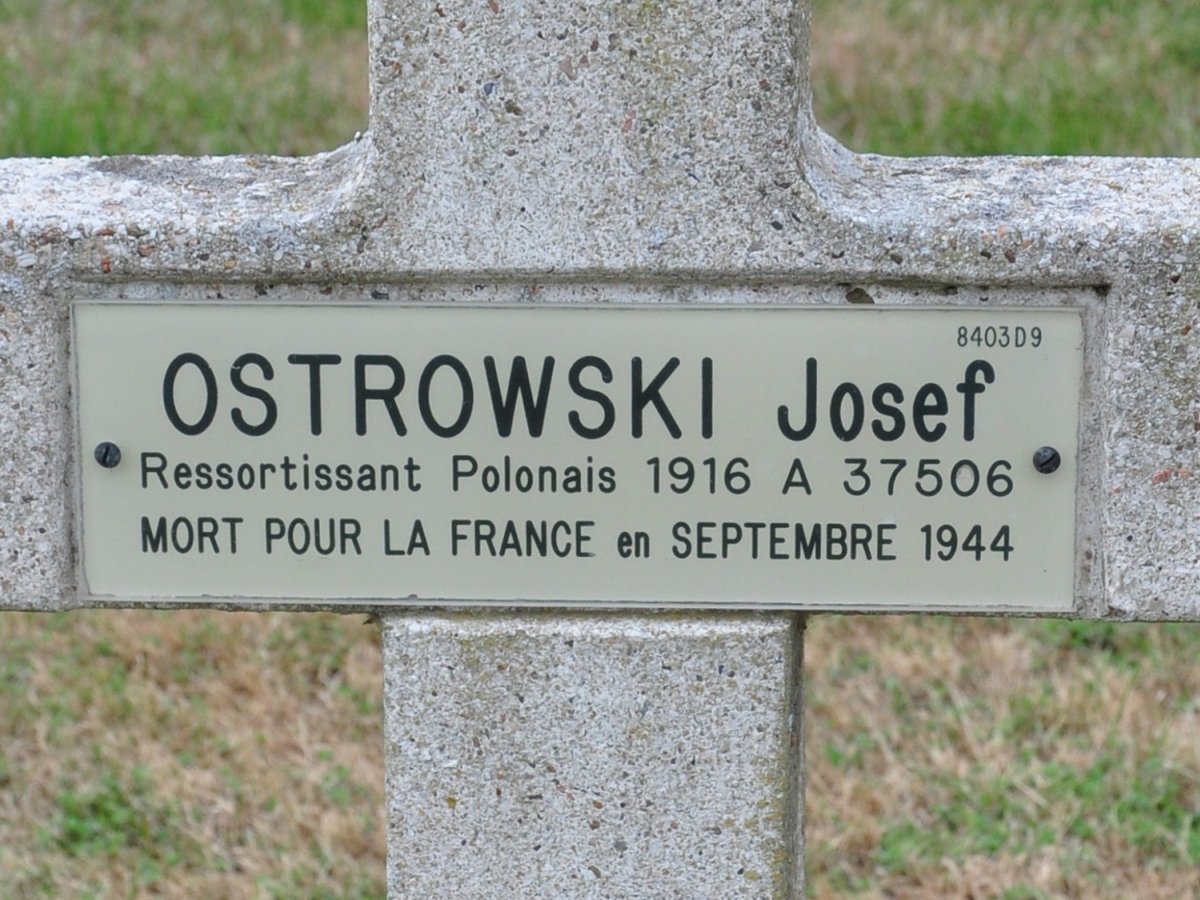 8403D9
OSTROWSKI Josef
Ressortissant Polonais 1916 A 37506
MORT POUR LA FRANCE en SEPTEMBRE 1944